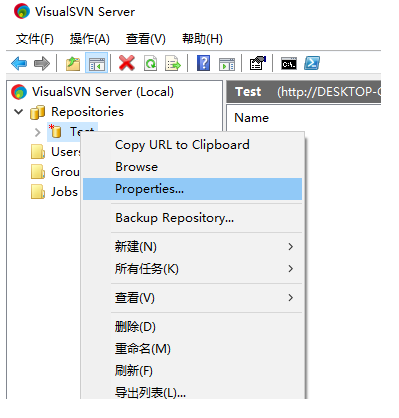 VisualSVN Server
文件(F) 操作(A) 查看(V) 帮助(H)
VisualSVN Server (Local)
Test (http://DESKTOP-
Repositories
Name
Test
Copy URL to Clipboard
Users
Browse
Properties...
Jobs
Backup Repository...
新建(N)
所有任务(K)
查看(V)
删除(D)
重命名(M)
刷新(F)
导出列表(L)...